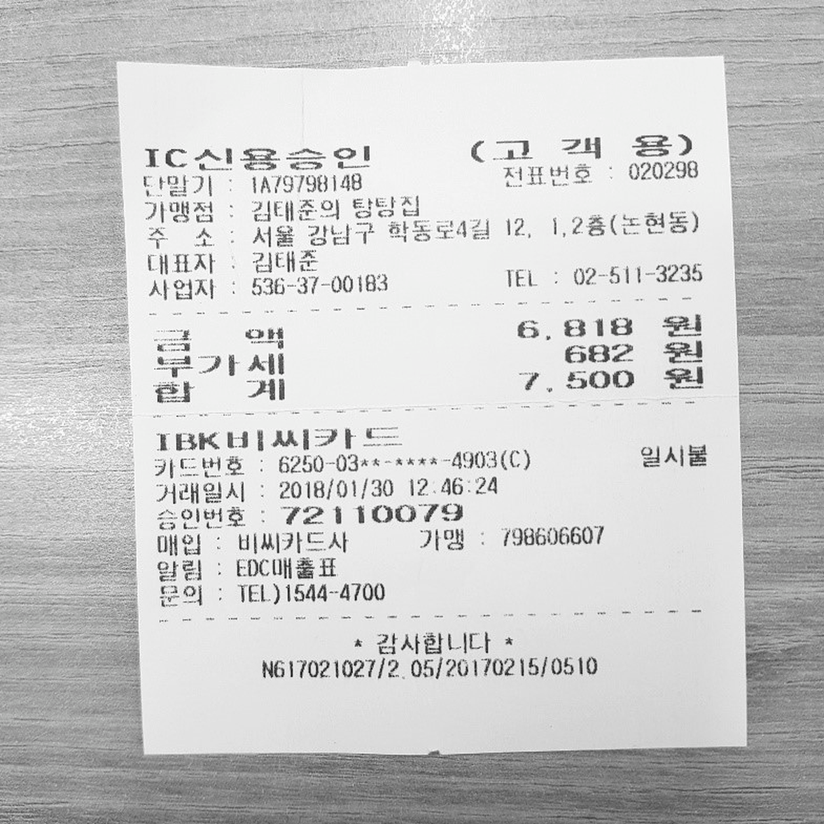 IC신용승인 (고 객 용)
단말기 : 1A79798148 전표번호 : 020298
가맹점 : 김태준의 탕탕집
주 소 : 서울 강남구 학동로4길 12, 1,2층(논현동)
대표자 : 김태준
사업자 : 536-37-00183 TEL : 02-511-3235
금 액 6,818 원
부가세 682 원
합 계 7,500 원
IBK비씨카드
카드번호 : 6250-03**-****-4903(C) 일시불
거래일시 : 2018/01/30 12:46:24
승인번호 : 72110079
매입 : 비씨카드사 가맹 : 798606607
알림 : EDC매출표
문의 : TEL)1544-4700
* 감사합니다 *
N617021027/2.05/20170215/0510